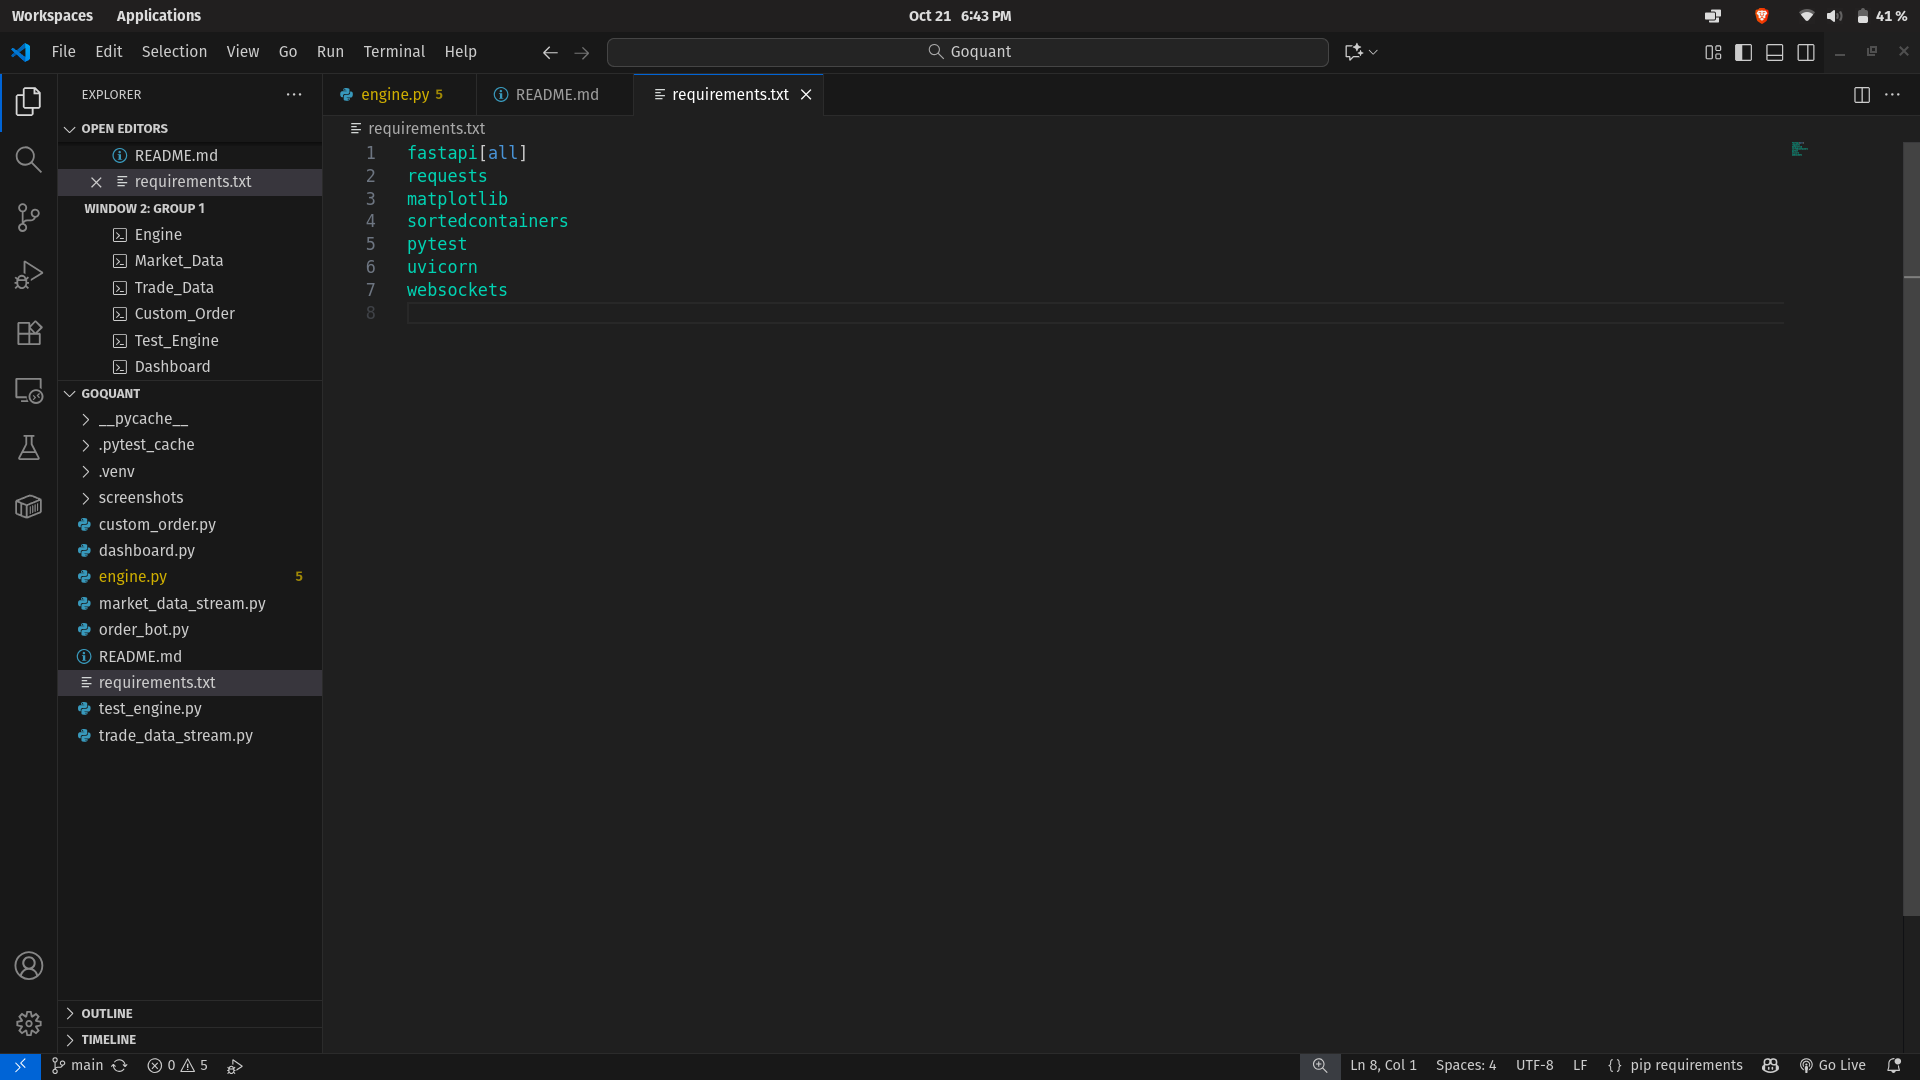 Workspaces Applications Oct 21 6:43 PM 41 %
File Edit Selection View Go Run Terminal Help Goquant
EXPLORER
OPEN EDITORS
README.md
requirements.txt
WINDOW 2: GROUP 1
Engine
Market_Data
Trade_Data
Custom_Order
Test_Engine
Dashboard
GOQUANT
__pycache__
.pytest_cache
.venv
screenshots
custom_order.py
dashboard.py
engine.py 5
market_data_stream.py
order_bot.py
README.md
requirements.txt
test_engine.py
trade_data_stream.py
OUTLINE
TIMELINE
engine.py 5 README.md requirements.txt
requirements.txt
1 fastapi[all]
2 requests
3 matplotlib
4 sortedcontainers
5 pytest
6 uvicorn
7 websockets
8
main 0 5 Ln 8, Col 1 Spaces: 4 UTF-8 LF {} pip requirements Go Live